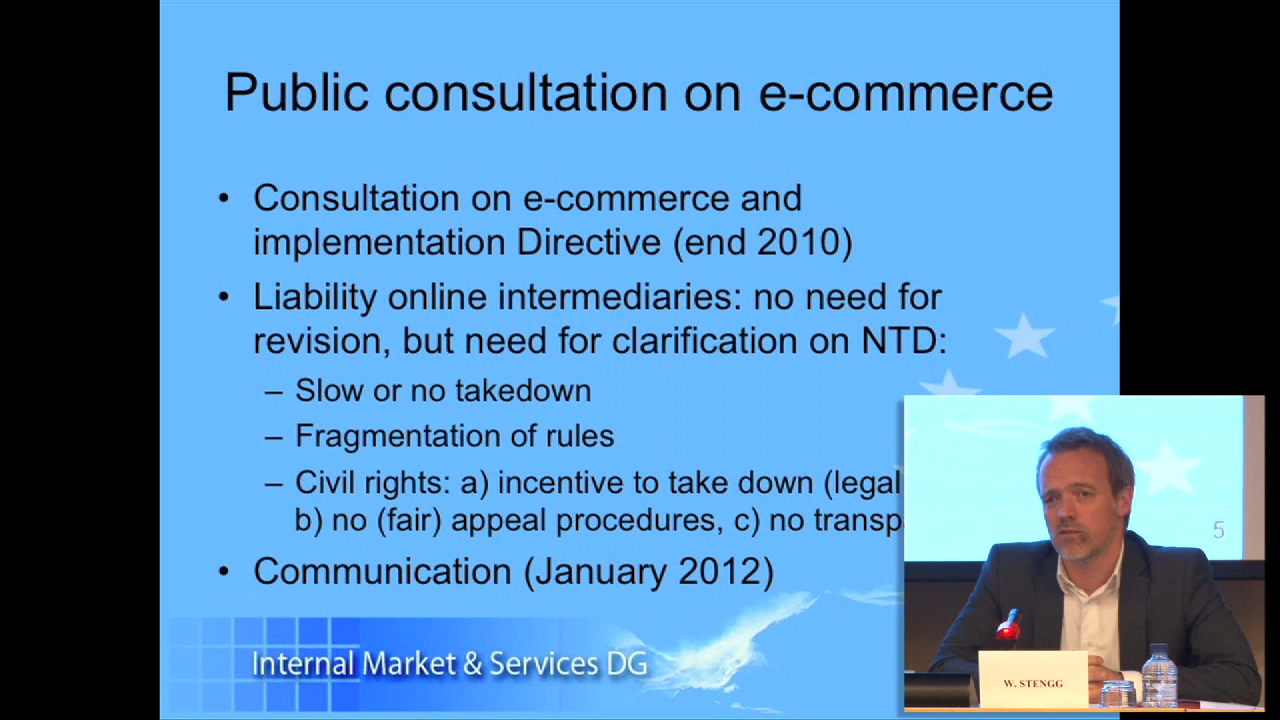 Public consultation on e-commerce
• Consultation on e-commerce and
implementation Directive (end 2010)
• Liability online intermediaries: no need for
revision, but need for clarification on NTD:
– Slow or no takedown
– Fragmentation of rules
– Civil rights: a) incentive to take down (legal
b) no (fair) appeal procedures, c) no
• Communication (January 2012)
Internal Market & Services DG
5
W. STENGG